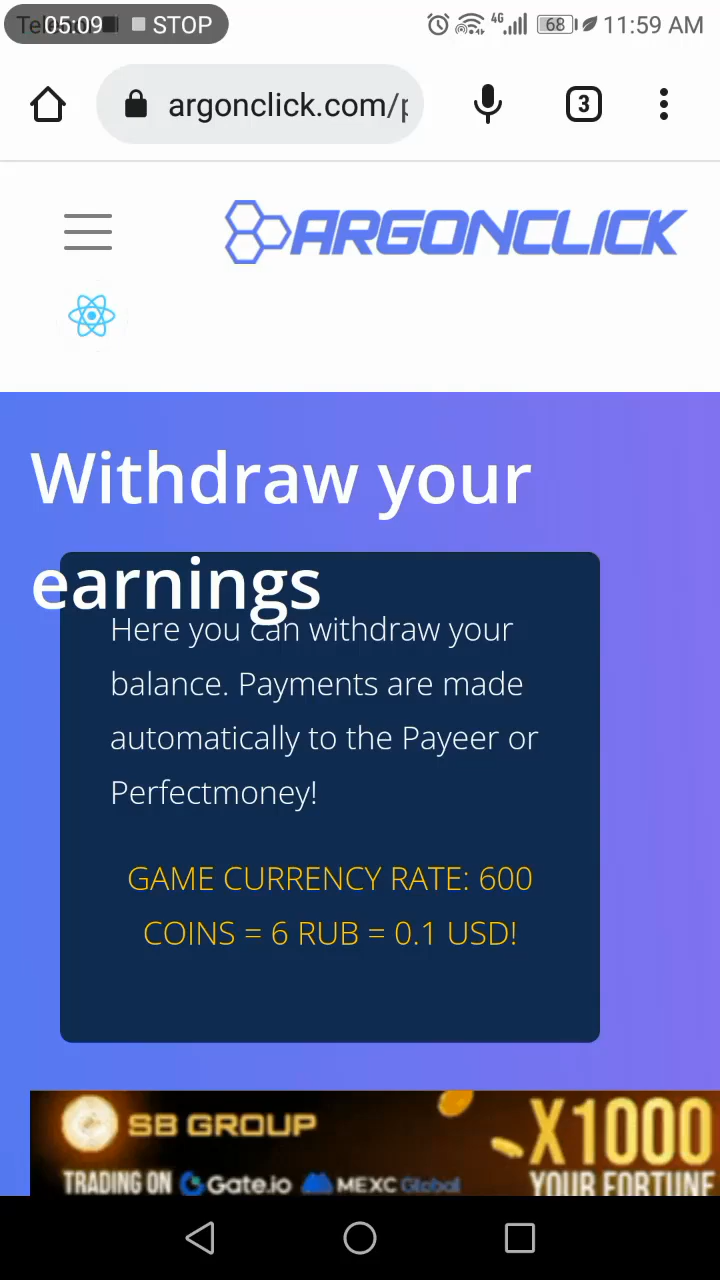 05:09 STOP 4G 68 11:59 AM
argonclick.com/p 3
ARGONCLICK
Withdraw your
earnings
Here you can withdraw your
balance. Payments are made
automatically to the Payeer or
Perfectmoney!
GAME CURRENCY RATE: 600
COINS = 6 RUB = 0.1 USD!
SB GROUP
X1000
TRADING ON Gate.io MEXC Global
YOUR FORTUNE